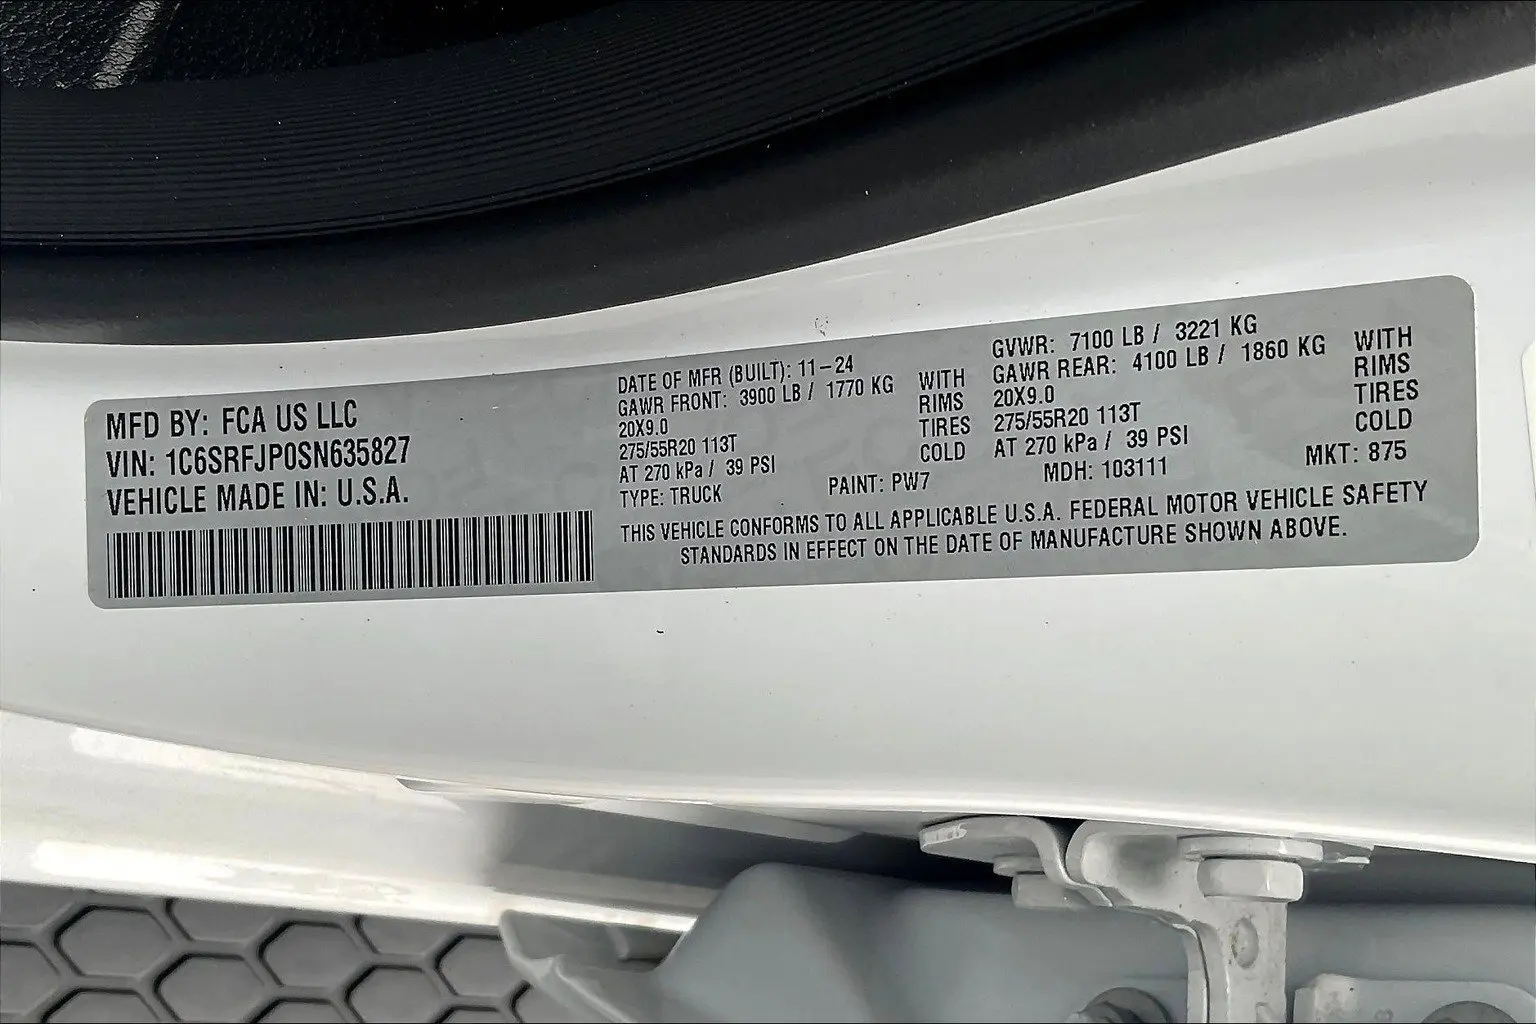 MFD BY: FCA US LLC
VIN: 1C6SRFJP0SN635827
VEHICLE MADE IN: U.S.A.
DATE OF MFR (BUILT): 11-24
GAWR FRONT: 3900 LB / 1770 KG WITH
20X9.0 RIMS
275/55R20 113T TIRES
AT 270 kPa / 39 PSI COLD
TYPE: TRUCK PAINT: PW7
GVWR: 7100 LB / 3221 KG
GAWR REAR: 4100 LB / 1860 KG WITH
20X9.0 RIMS
275/55R20 113T TIRES
AT 270 kPa / 39 PSI COLD
MDH: 103111 MKT: 875
THIS VEHICLE CONFORMS TO ALL APPLICABLE U.S.A. FEDERAL MOTOR VEHICLE SAFETY
STANDARDS IN EFFECT ON THE DATE OF MANUFACTURE SHOWN ABOVE.